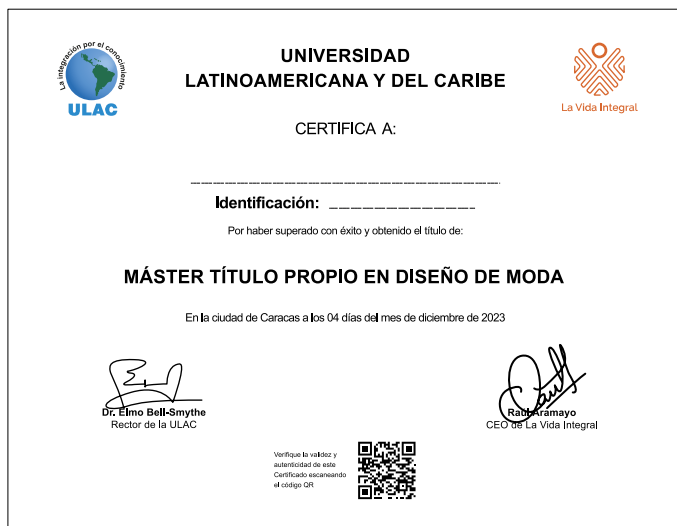 La integración por el conocimiento
ULAC
UNIVERSIDAD
LATINOAMERICANA Y DEL CARIBE
La Vida Integral
CERTIFICA A:
Identificación:
Por haber superado con éxito y obtenido el título de:
MÁSTER TÍTULO PROPIO EN DISEÑO DE MODA
En la ciudad de Caracas a los 04 días del mes de diciembre de 2023
Dr. Elmo Bell-Smythe
Rector de la ULAC
Raúl Aramayo
CEO de La Vida Integral
Verifique la validez y
autenticidad de este
Certificado escaneando
el código QR